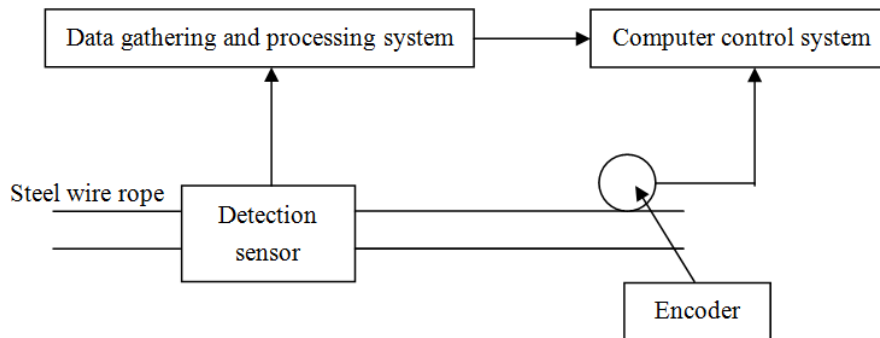 Data gathering and processing system
Computer control system
Steel wire rope
Detection
sensor
Encoder